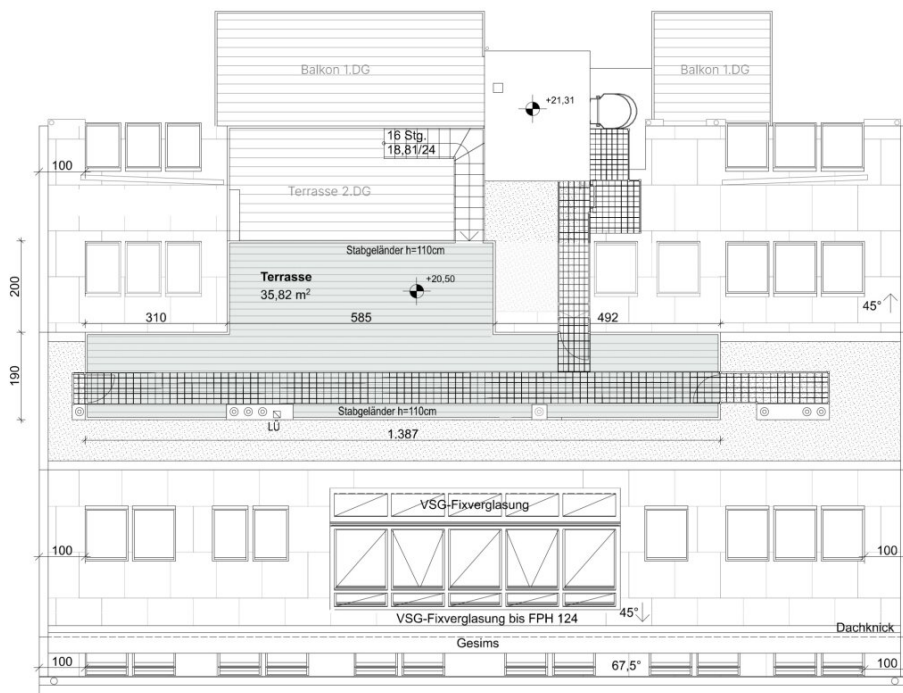 Balkon 1.DG
Balkon 1.DG
+21,31
16 Stg.
18,81/24
100
Terrasse 2.DG
Stabgeländer h=110cm
Terrasse
35,82 m²
+20,50
200
45°
310
585
492
190
Stabgeländer h=110cm
LÜ
1.387
VSG-Fixverglasung
100
100
45°
VSG-Fixverglasung bis FPH 124
Dachknick
Gesims
100
67,5°
100